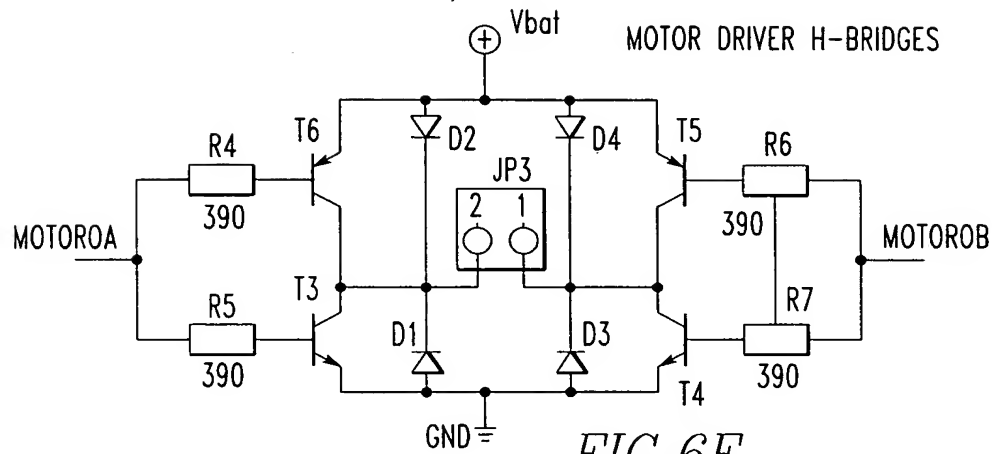 Vbat
MOTOR DRIVER H-BRIDGES
T6
D2
D4
T5
R4
R6
JP3
2 1
390
390
MOTOROA
MOTOROB
T3
R7
R5
D1
D3
390
390
T4
GND
FIG. 6E